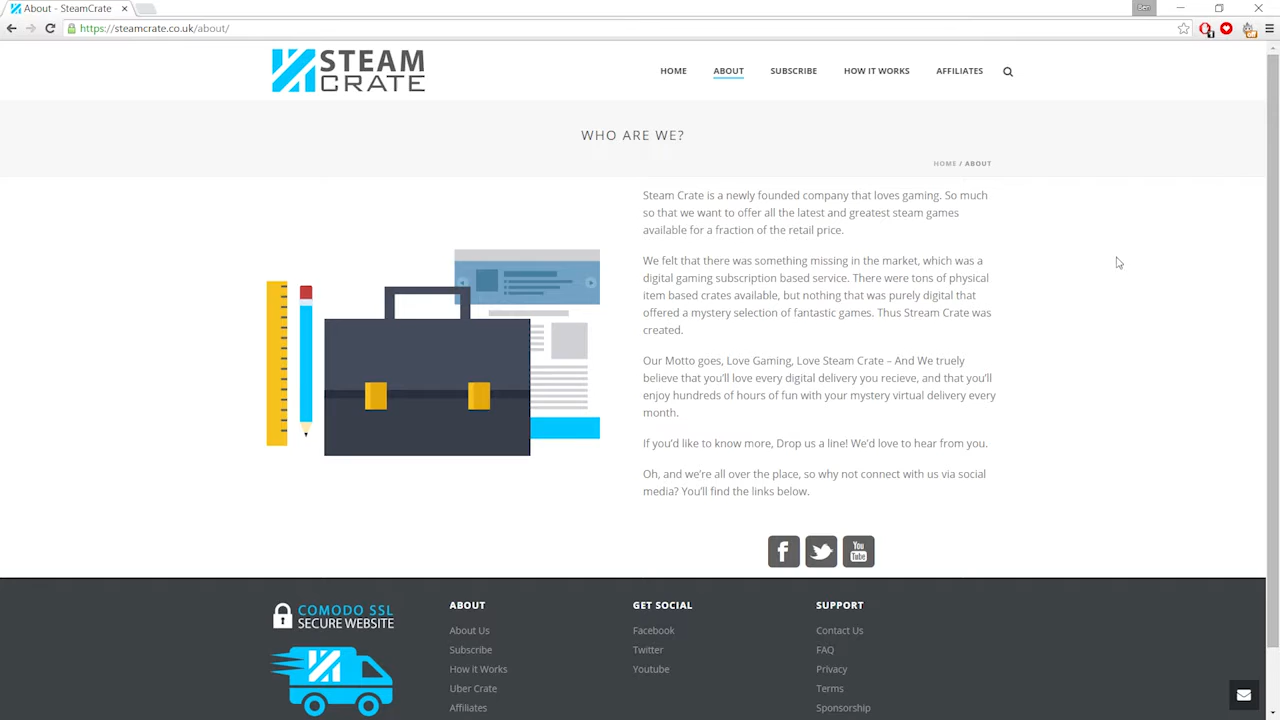 About - SteamCrate
Ben
https://steamcrate.co.uk/about/
STEAM
CRATE
HOME
ABOUT
SUBSCRIBE
HOW IT WORKS
AFFILIATES
WHO ARE WE?
HOME / ABOUT
Steam Crate is a newly founded company that loves gaming. So much
so that we want to offer all the latest and greatest steam games
available for a fraction of the retail price.
We felt that there was something missing in the market, which was a
digital gaming subscription based service. There were tons of physical
item based crates available, but nothing that was purely digital that
offered a mystery selection of fantastic games. Thus Stream Crate was
created.
Our Motto goes, Love Gaming, Love Steam Crate – And We truely
believe that you'll love every digital delivery you recieve, and that you'll
enjoy hundreds of hours of fun with your mystery virtual delivery every
month.
If you'd like to know more, Drop us a line! We'd love to hear from you.
Oh, and we're all over the place, so why not connect with us via social
media? You'll find the links below.
You
Tube
COMODO SSL
SECURE WEBSITE
ABOUT
About Us
Subscribe
How it Works
Uber Crate
Affiliates
GET SOCIAL
Facebook
Twitter
Youtube
SUPPORT
Contact Us
FAQ
Privacy
Terms
Sponsorship